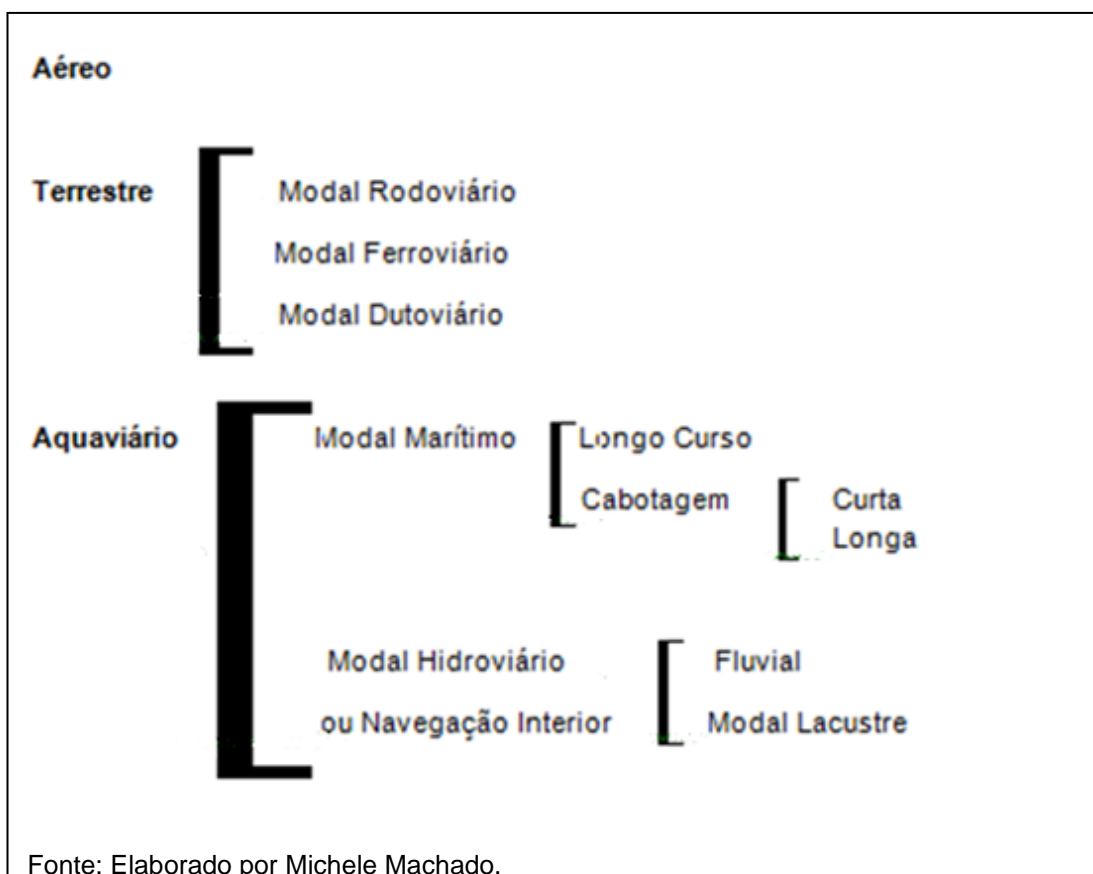 Aéreo
Terrestre
Modal Rodoviário
Modal Ferroviário
Modal Dutoviário
Aquaviário
Modal Marítimo
Longo Curso
Cabotagem
Curta
Longa
Modal Hidroviário
ou Navegação Interior
Fluvial
Modal Lacustre
Fonte: Elaborado por Michele Machado.